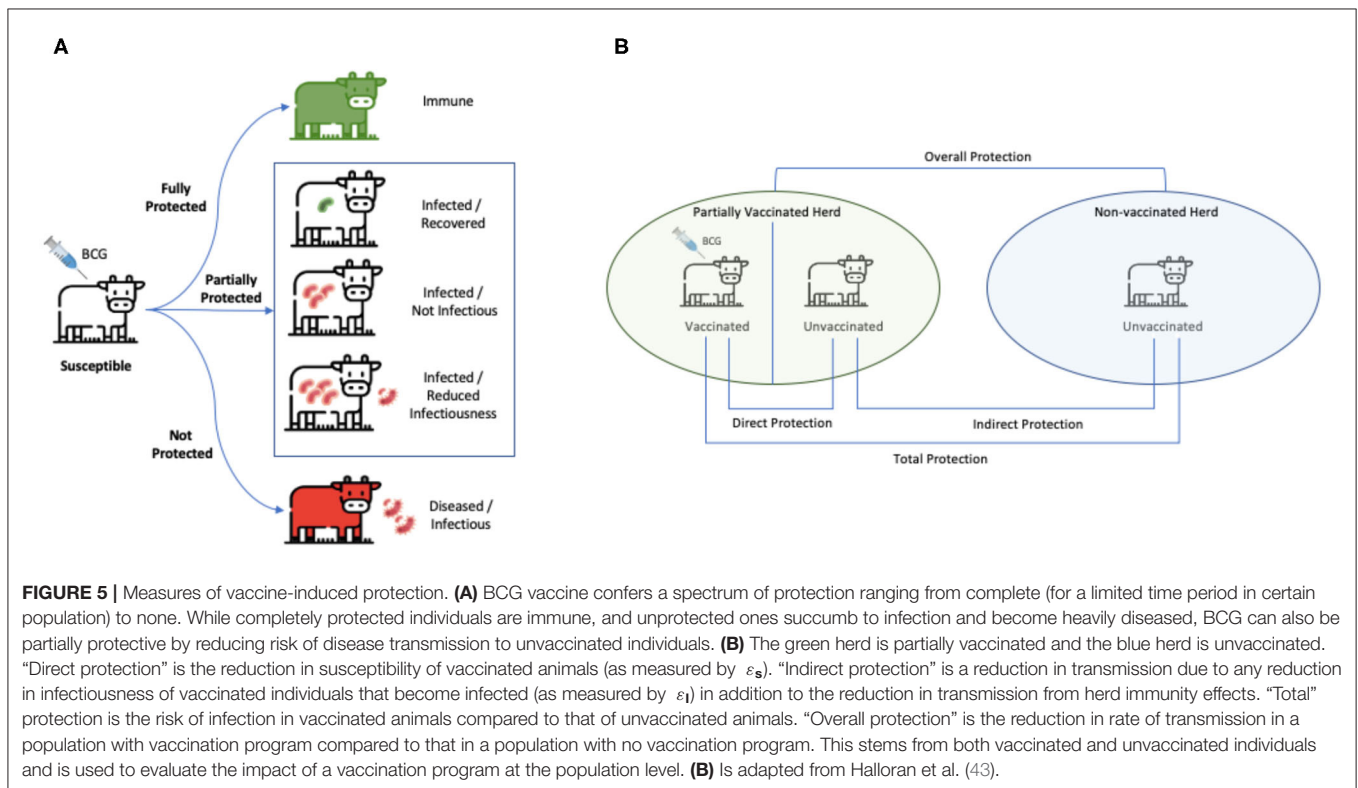 A
Immune
Fully
Protected
Infected /
Recovered
BCG
Partially
Protected
Infected /
Not Infectious
Susceptible
Infected /
Reduced
Infectiousness
Not
Protected
Diseased /
Infectious
B
Overall Protection
Partially Vaccinated Herd
Non-vaccinated Herd
BCG
Vaccinated
Unvaccinated
Unvaccinated
Direct Protection
Indirect Protection
Total Protection
FIGURE 5 | Measures of vaccine-induced protection. (A) BCG vaccine confers a spectrum of protection ranging from complete (for a limited time period in certain
population) to none. While completely protected individuals are immune, and unprotected ones succumb to infection and become heavily diseased, BCG can also be
partially protective by reducing risk of disease transmission to unvaccinated individuals. (B) The green herd is partially vaccinated and the blue herd is unvaccinated.
“Direct protection” is the reduction in susceptibility of vaccinated animals (as measured by εs). “Indirect protection” is a reduction in transmission due to any reduction
in infectiousness of vaccinated individuals that become infected (as measured by εI) in addition to the reduction in transmission from herd immunity effects. “Total”
protection is the risk of infection in vaccinated animals compared to that of unvaccinated animals. “Overall protection” is the reduction in rate of transmission in a
population with vaccination program compared to that in a population with no vaccination program. This stems from both vaccinated and unvaccinated individuals
and is used to evaluate the impact of a vaccination program at the population level. (B) Is adapted from Halloran et al. (43).